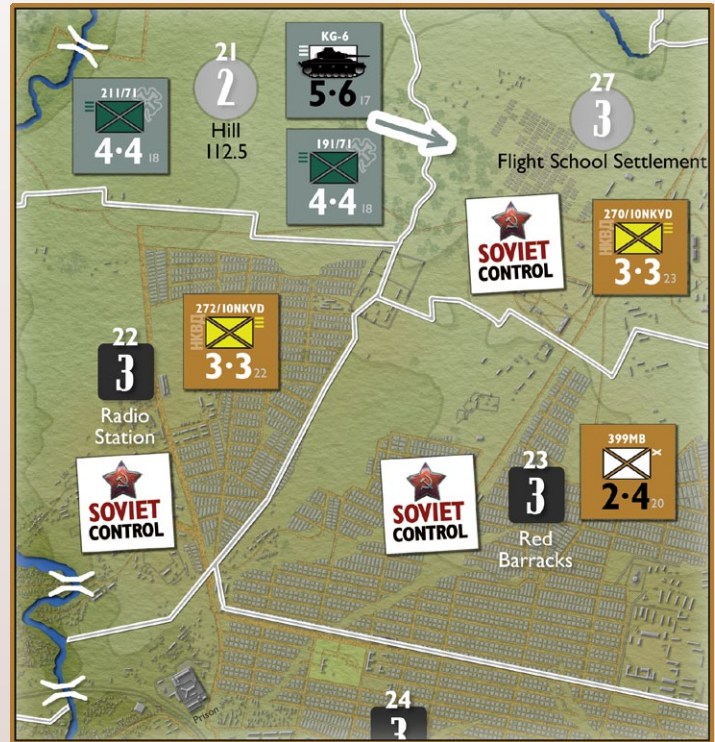 21
2
Hill
112.5
211/71
4·4 18
KG-6
5·6 17
191/71
4·4 18
27
3
Flight School Settlement
SOVIET
CONTROL
270/10NKVD
НКВД
3·3 23
272/10NKVD
НКВД
3·3 22
22
3
Radio
Station
SOVIET
CONTROL
SOVIET
CONTROL
23
3
Red
Barracks
399MB
X
2·4 20
24
3
Prison